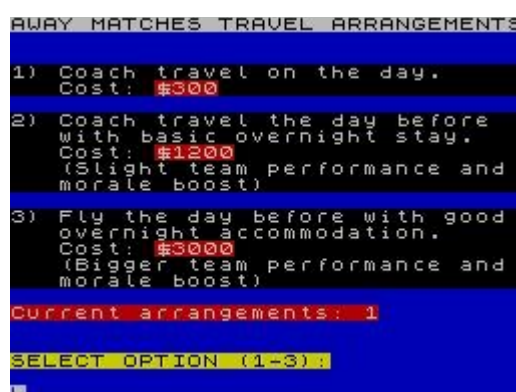 AWAY MATCHES TRAVEL ARRANGEMENTS
1) Coach travel on the day.
Cost: $300
2) Coach travel the day before
with basic overnight stay.
Cost: $1200
(Slight team performance and
morale boost)
3) Fly the day before with good
overnight accommodation.
Cost: $3000
(Bigger team performance and
morale boost)
Current arrangements: 1
SELECT OPTION (1-3):